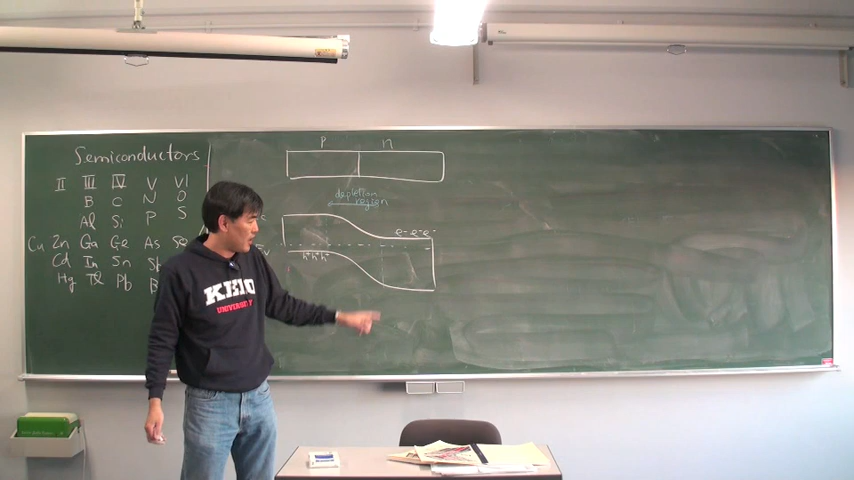 Semiconductors
II III IV V VI
B C N O
Al Si P S
Cu Zn Ga Ge As Se
Cd In Sn Sb
Hg Tl Pb B
p n
depletion
region
e- e- e-
h+ h+ h+
KEIO
UNIVERSITY